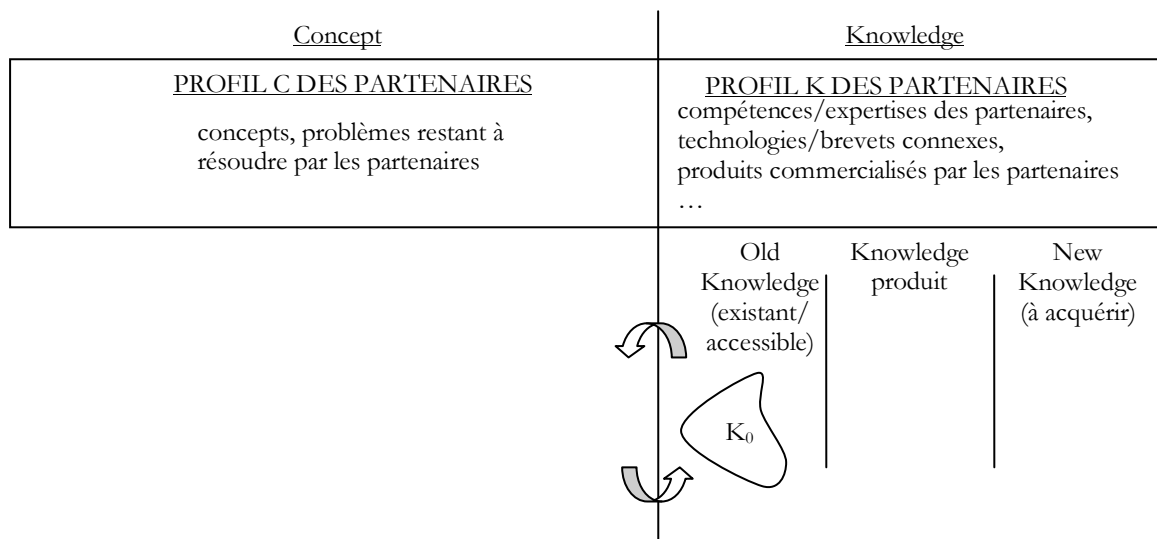 Concept
Knowledge
PROFIL C DES PARTENAIRES
concepts, problèmes restant à
résoudre par les partenaires
PROFIL K DES PARTENAIRES
compétences/expertises des partenaires,
technologies/brevets connexes,
produits commercialisés par les partenaires
…
Old
Knowledge
(existant/
accessible)
Knowledge
produit
New
Knowledge
(à acquérir)
K₀